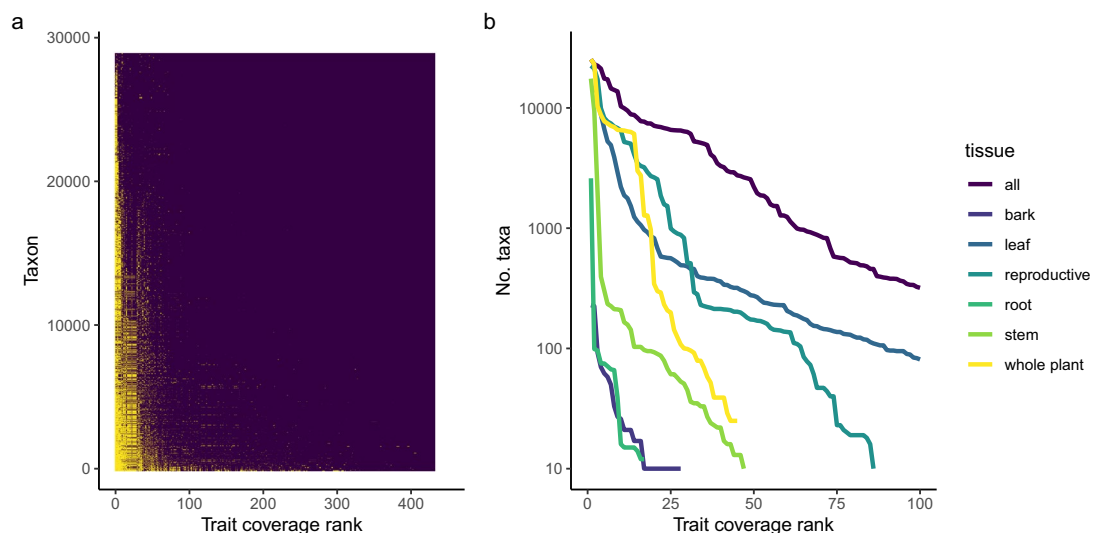 a
30000
20000
10000
0
Taxon
0 100 200 300 400
Trait coverage rank
b
10000
1000
100
10
No. taxa
0 25 50 75 100
Trait coverage rank
tissue
all
bark
leaf
reproductive
root
stem
whole plant